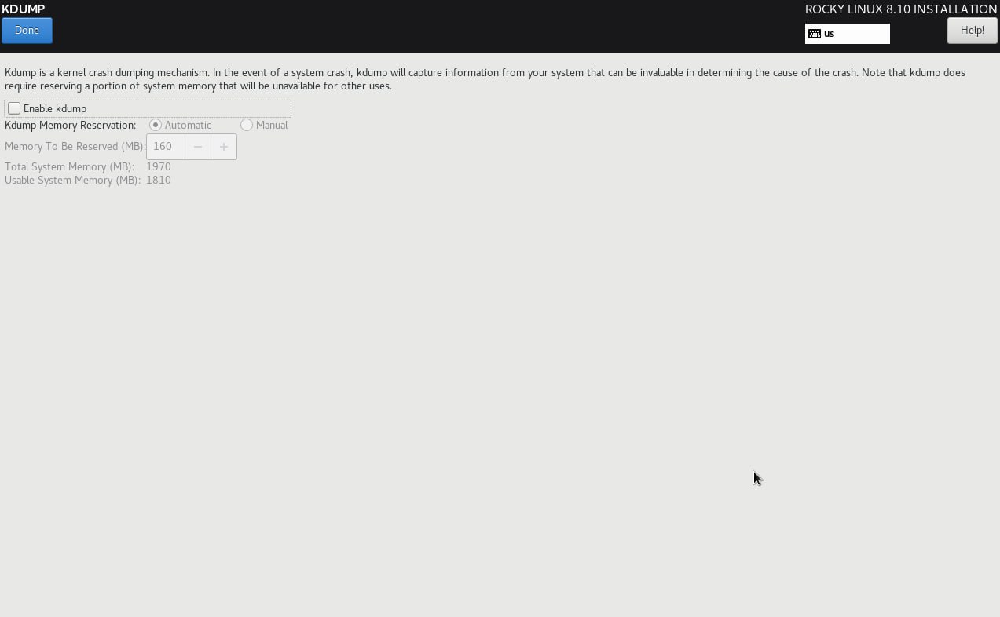 KDUMP
ROCKY LINUX 8.10 INSTALLATION
Done
us
Help!
Kdump is a kernel crash dumping mechanism. In the event of a system crash, kdump will capture information from your system that can be invaluable in determining the cause of the crash. Note that kdump does
require reserving a portion of system memory that will be unavailable for other uses.
Enable kdump
Kdump Memory Reservation: Automatic Manual
Memory To Be Reserved (MB): 160 − +
Total System Memory (MB): 1970
Usable System Memory (MB): 1810